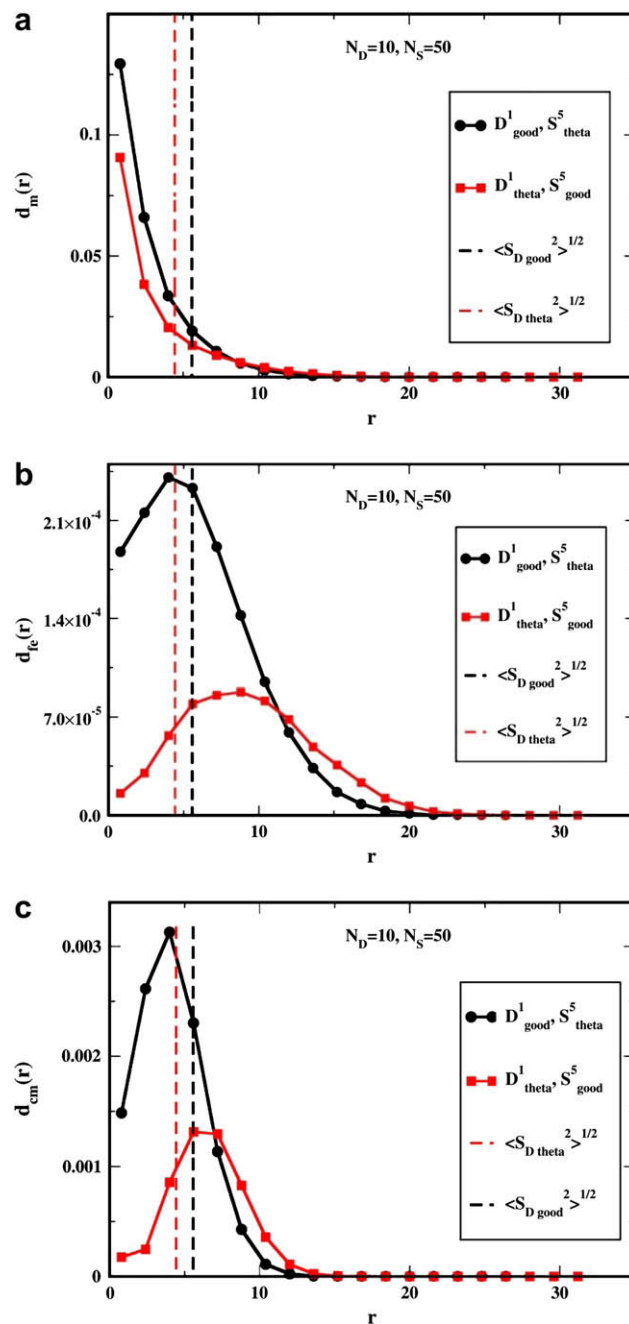 a
N_D=10, N_S=50
0.1
0.05
0
d_m(r)
D^1_good, S^5_theta
D^1_theta, S^5_good
<S_D good^2>^1/2
<S_D theta^2>^1/2
0 10 20 30
r
b
N_D=10, N_S=50
2.1×10^-4
1.4×10^-4
7.0×10^-5
0.0
d_fe(r)
D^1_good, S^5_theta
D^1_theta, S^5_good
<S_D good^2>^1/2
<S_D theta^2>^1/2
0 10 20 30
r
c
N_D=10, N_S=50
0.003
0.002
0.001
0
d_cm(r)
D^1_good, S^5_theta
D^1_theta, S^5_good
<S_D theta^2>^1/2
<S_D good^2>^1/2
0 10 20 30
r